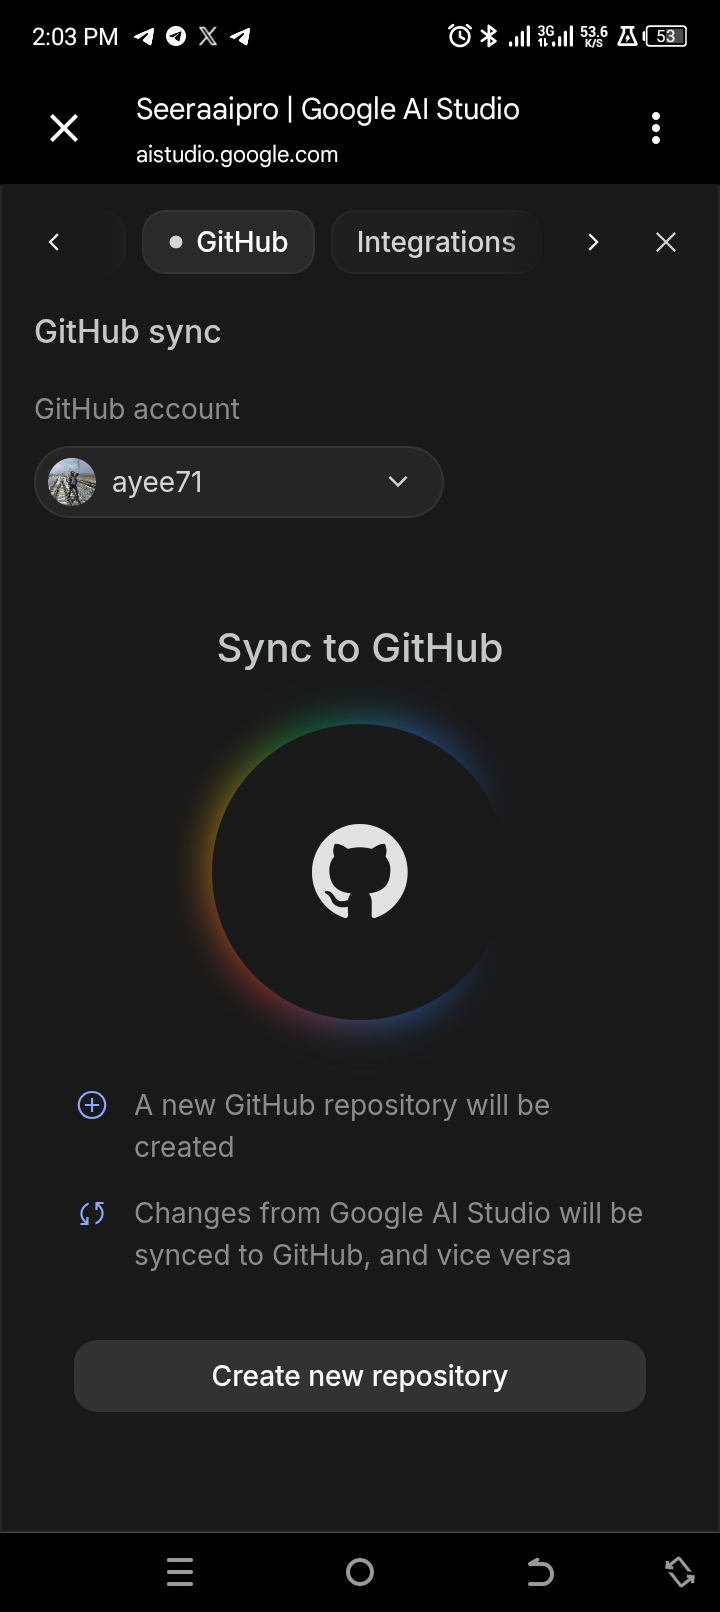 2:03 PM 3G 53.6 K/S 53
Seeraaipro | Google AI Studio
aistudio.google.com
GitHub Integrations
GitHub sync
GitHub account
ayee71
Sync to GitHub
A new GitHub repository will be
created
Changes from Google AI Studio will be
synced to GitHub, and vice versa
Create new repository